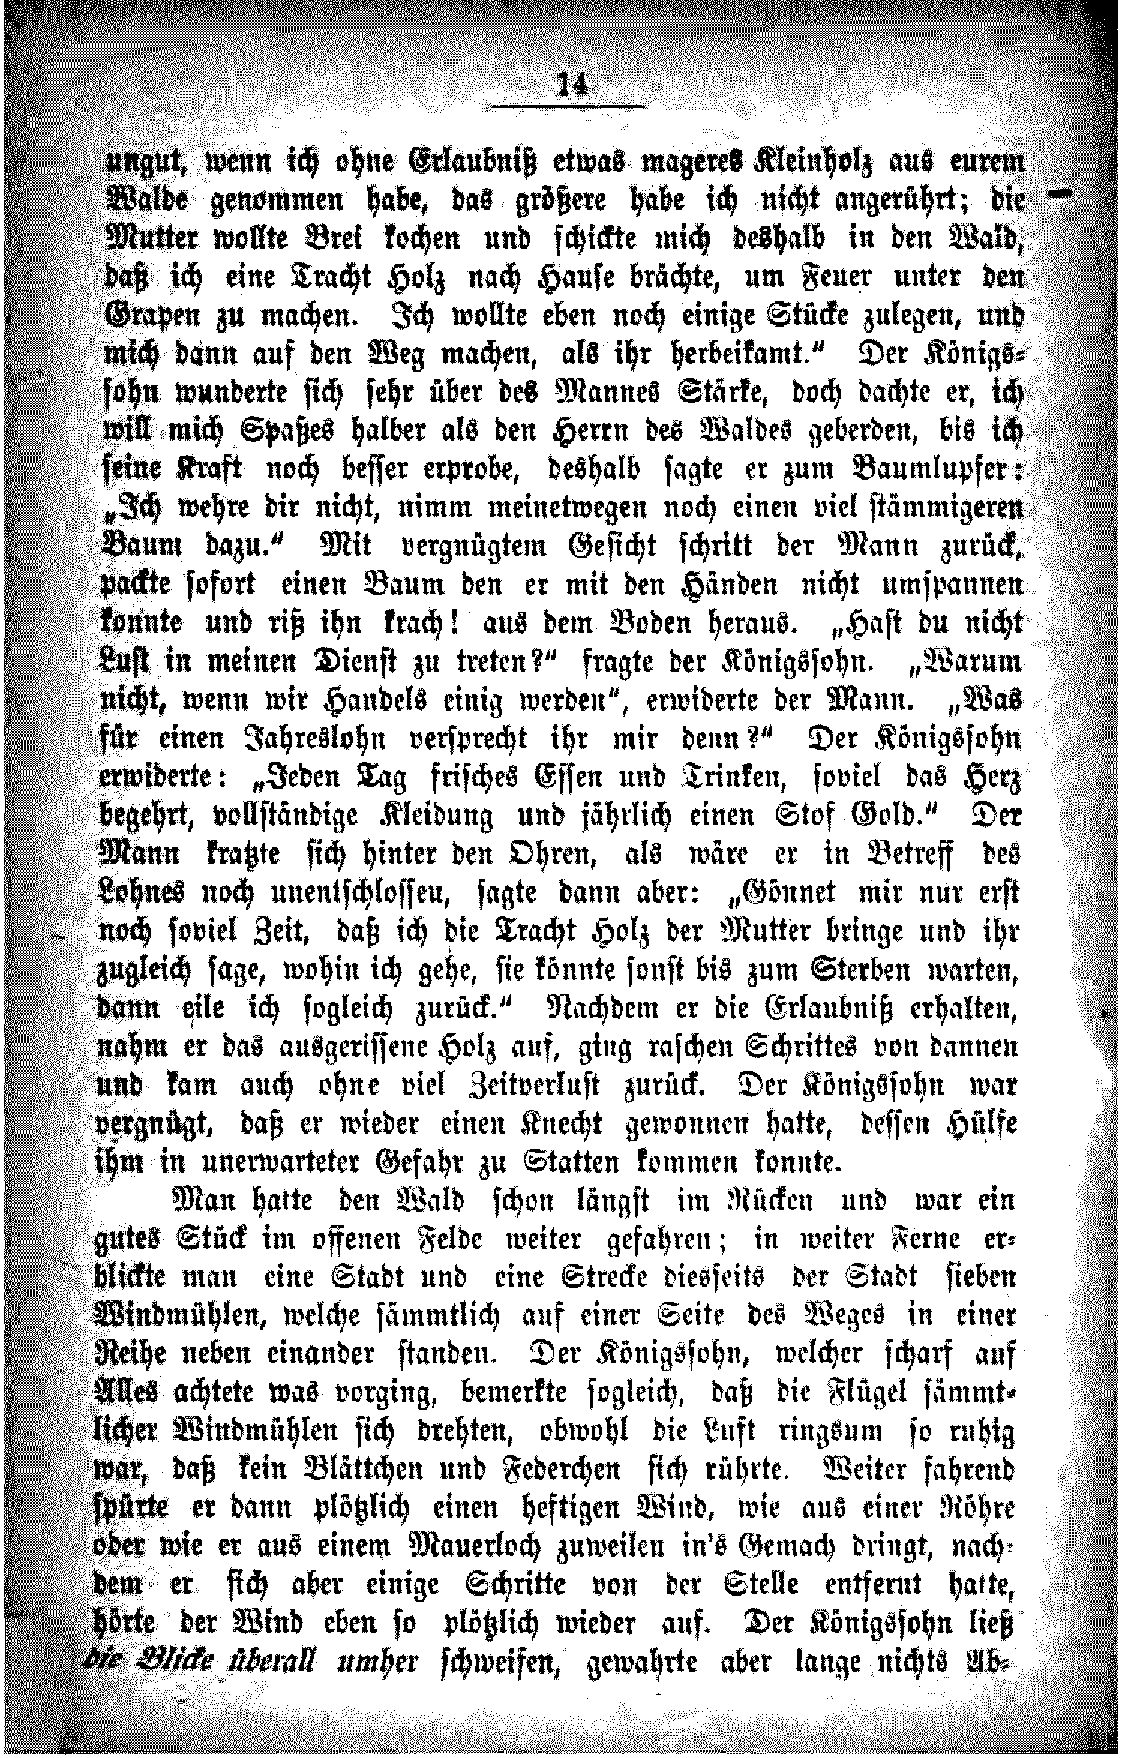 14
ungut, wenn ich ohne Erlaubniß etwas mageres Kleinholz aus eurem
Walde genommen habe, das größere habe ich nicht angerührt; die
Mutter wollte Brei kochen und schickte mich deshalb in den Wald,
daß ich eine Tracht Holz nach Hause brächte, um Feuer unter den
Grapen zu machen. Ich wollte eben noch einige Stücke zulegen, und
mich dann auf den Weg machen, als ihr herbeikamt.“ Der Königs-
sohn wunderte sich sehr über des Mannes Stärke, doch dachte er, ich
will mich Spaßes halber als den Herrn des Waldes geberden, bis ich
seine Kraft noch besser erprobe, deshalb sagte er zum Baumlupfer:
„Ich wehre dir nicht, nimm meinetwegen noch einen viel stämmigeren
Baum dazu.“ Mit vergnügtem Gesicht schritt der Mann zurück,
packte sofort einen Baum den er mit den Händen nicht umspannen
konnte und riß ihn krach! aus dem Boden heraus. „Hast du nicht
Lust in meinen Dienst zu treten?“ fragte der Königssohn. „Warum
nicht, wenn wir Handels einig werden“, erwiderte der Mann. „Was
für einen Jahreslohn versprecht ihr mir denn?“ Der Königssohn
erwiderte: „Jeden Tag frisches Essen und Trinken, soviel das Herz
begehrt, vollständige Kleidung und jährlich einen Stof Gold.“ Der
Mann kratzte sich hinter den Ohren, als wäre er in Betreff des
Lohnes noch unentschlossen, sagte dann aber: „Gönnet mir nur erst
noch soviel Zeit, daß ich die Tracht Holz der Mutter bringe und ihr
zugleich sage, wohin ich gehe, sie könnte sonst bis zum Sterben warten,
dann eile ich sogleich zurück.“ Nachdem er die Erlaubniß erhalten,
nahm er das ausgerissene Holz auf, ging raschen Schrittes von dannen
und kam auch ohne viel Zeitverlust zurück. Der Königssohn war
vergnügt, daß er wieder einen Knecht gewonnen hatte, dessen Hülfe
ihm in unerwarteter Gefahr zu Statten kommen konnte.
Man hatte den Wald schon längst im Rücken und war ein
gutes Stück im offenen Felde weiter gefahren; in weiter Ferne er-
blickte man eine Stadt und eine Strecke diesseits der Stadt sieben
Windmühlen, welche sämmtlich auf einer Seite des Weges in einer
Reihe neben einander standen. Der Königssohn, welcher scharf auf
Alles achtete was vorging, bemerkte sogleich, daß die Flügel sämmt-
licher Windmühlen sich drehten, obwohl die Luft ringsum so ruhig
war, daß kein Blättchen und Federchen sich rührte. Weiter fahrend
spürte er dann plötzlich einen heftigen Wind, wie aus einer Röhre
oder wie er aus einem Mauerloch zuweilen in's Gemach dringt, nach-
dem er sich aber einige Schritte von der Stelle entfernt hatte,
hörte der Wind eben so plötzlich wieder auf. Der Königssohn ließ
die Blicke überall umher schweifen, gewahrte aber lange nichts Ab-